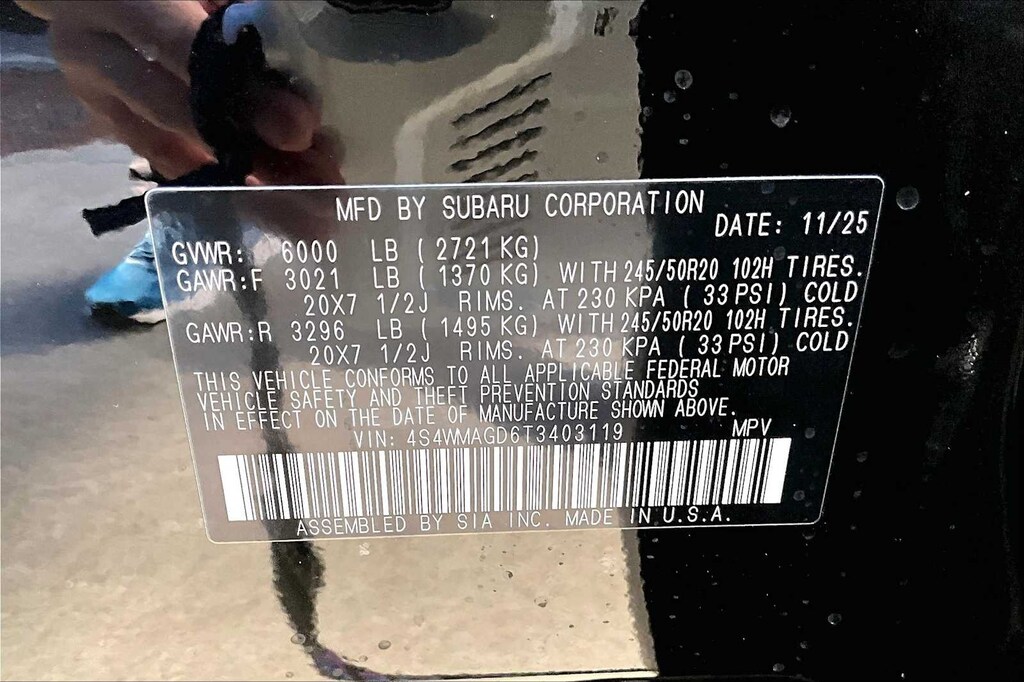 MFD BY SUBARU CORPORATION
DATE: 11/25
GVWR: 6000 LB ( 2721 KG)
GAWR:F 3021 LB ( 1370 KG) WITH 245/50R20 102H TIRES.
20X7 1/2J RIMS. AT 230 KPA ( 33 PSI) COLD
GAWR:R 3296 LB ( 1495 KG) WITH 245/50R20 102H TIRES.
20X7 1/2J RIMS. AT 230 KPA ( 33 PSI) COLD
THIS VEHICLE CONFORMS TO ALL APPLICABLE FEDERAL MOTOR
VEHICLE SAFETY AND THEFT PREVENTION STANDARDS
IN EFFECT ON THE DATE OF MANUFACTURE SHOWN ABOVE.
VIN: 4S4WMAGD6T3403119 MPV
ASSEMBLED BY SIA INC. MADE IN U.S.A.